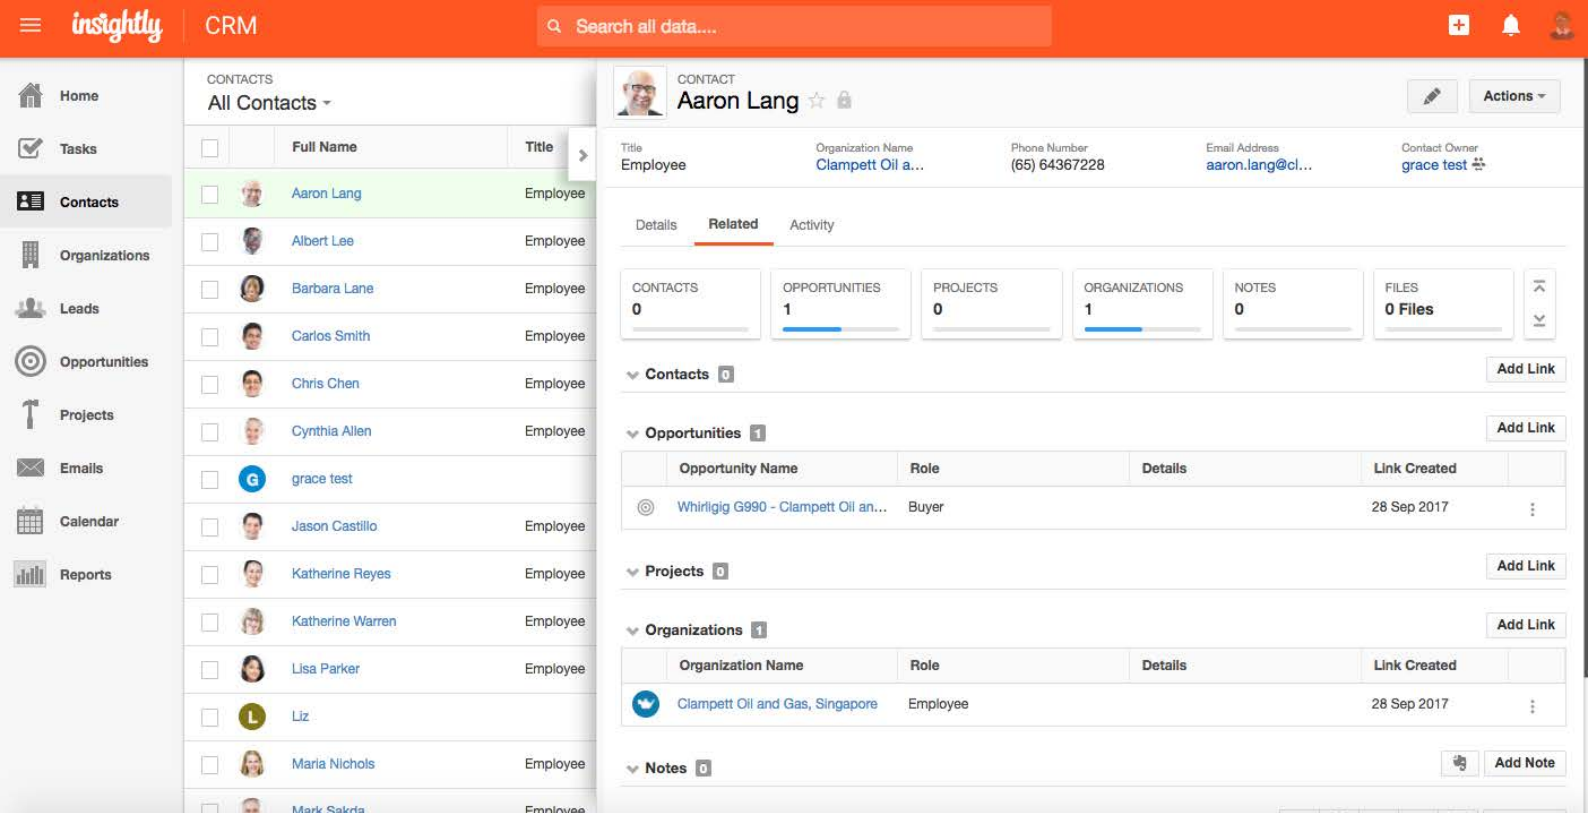 insightly
CRM
Search all data....
Home
Tasks
Contacts
Organizations
Leads
Opportunities
Projects
Emails
Calendar
Reports
CONTACTS
All Contacts
Full Name Title
Aaron Lang Employee
Albert Lee Employee
Barbara Lane Employee
Carlos Smith Employee
Chris Chen Employee
Cynthia Allen Employee
G grace test
Jason Castillo Employee
Katherine Reyes Employee
Katherine Warren Employee
Lisa Parker Employee
L Liz
Maria Nichols Employee
Mark Sakda Employee
CONTACT
Aaron Lang
Actions
Title Organization Name Phone Number Email Address Contact Owner
Employee Clampett Oil a... (65) 64367228 aaron.lang@cl... grace test
Details Related Activity
CONTACTS OPPORTUNITIES PROJECTS ORGANIZATIONS NOTES FILES
0 1 0 1 0 0 Files
Contacts 0 Add Link
Opportunities 1 Add Link
Opportunity Name Role Details Link Created
Whirligig G990 - Clampett Oil an... Buyer 28 Sep 2017
Projects 0 Add Link
Organizations 1 Add Link
Organization Name Role Details Link Created
Clampett Oil and Gas, Singapore Employee 28 Sep 2017
Notes 0 Add Note